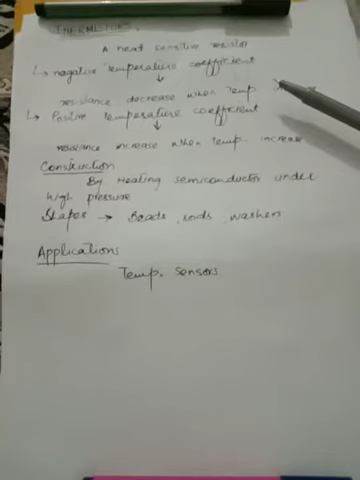 THERMISTORS.
A heat sensitive resistor
↳ negative temperature coefficient
↓
resistance decrease when temp
↳ Positive temperature coefficient
↓
resistance increase when temp. increase
Construction
By Heating semiconductor under
high pressure
Shapes → Beads, rods, washers
Applications
Temp. sensors